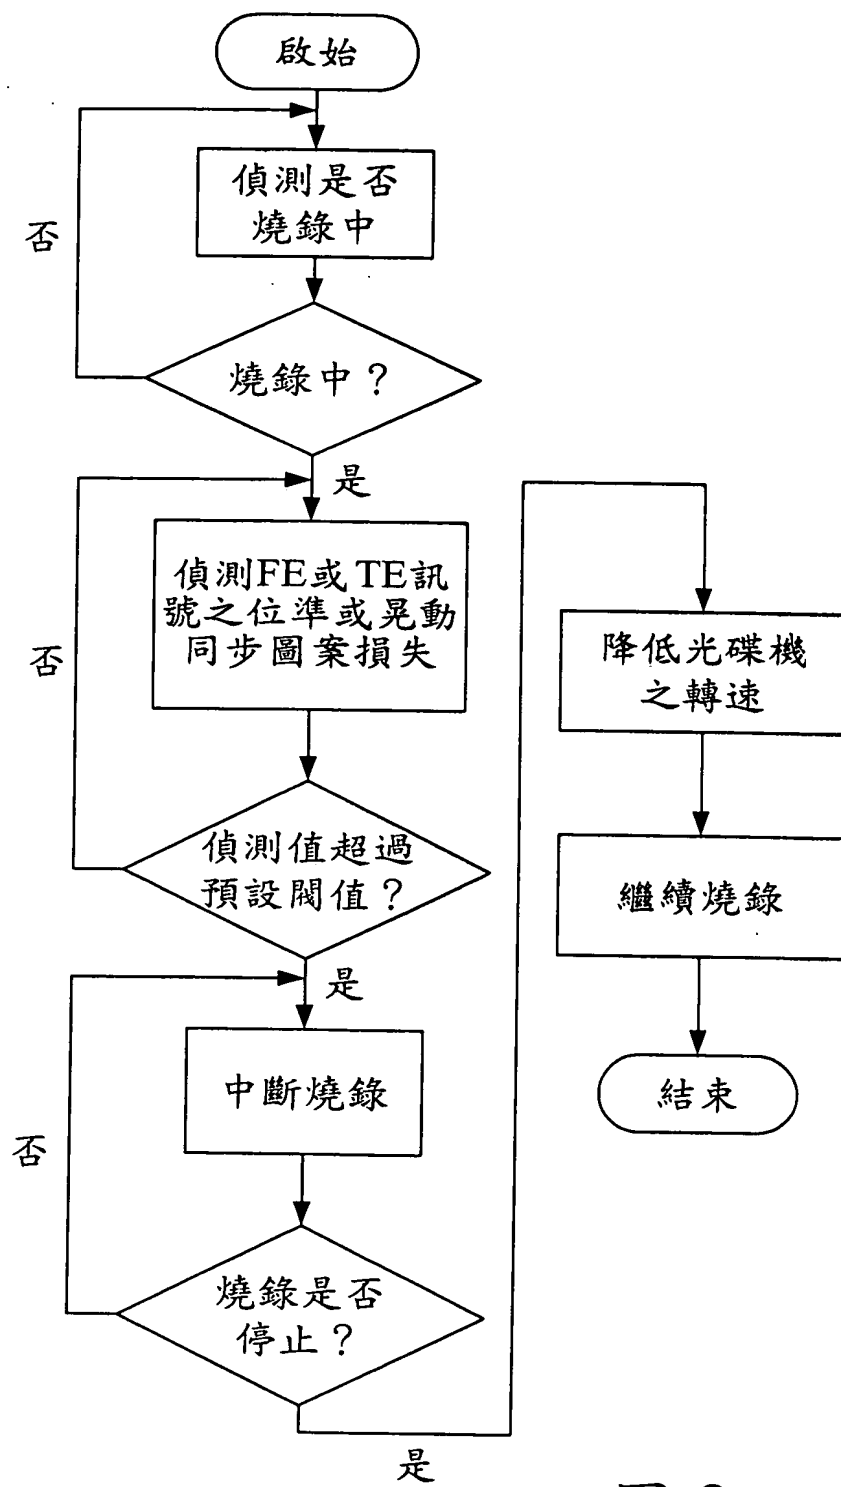 啟始
偵測是否
燒錄中
否
燒錄中？
是
偵測FE或TE訊
號之位準或晃動
同步圖案損失
否
偵測值超過
預設閥值？
是
中斷燒錄
否
燒錄是否
停止？
是
降低光碟機
之轉速
繼續燒錄
結束